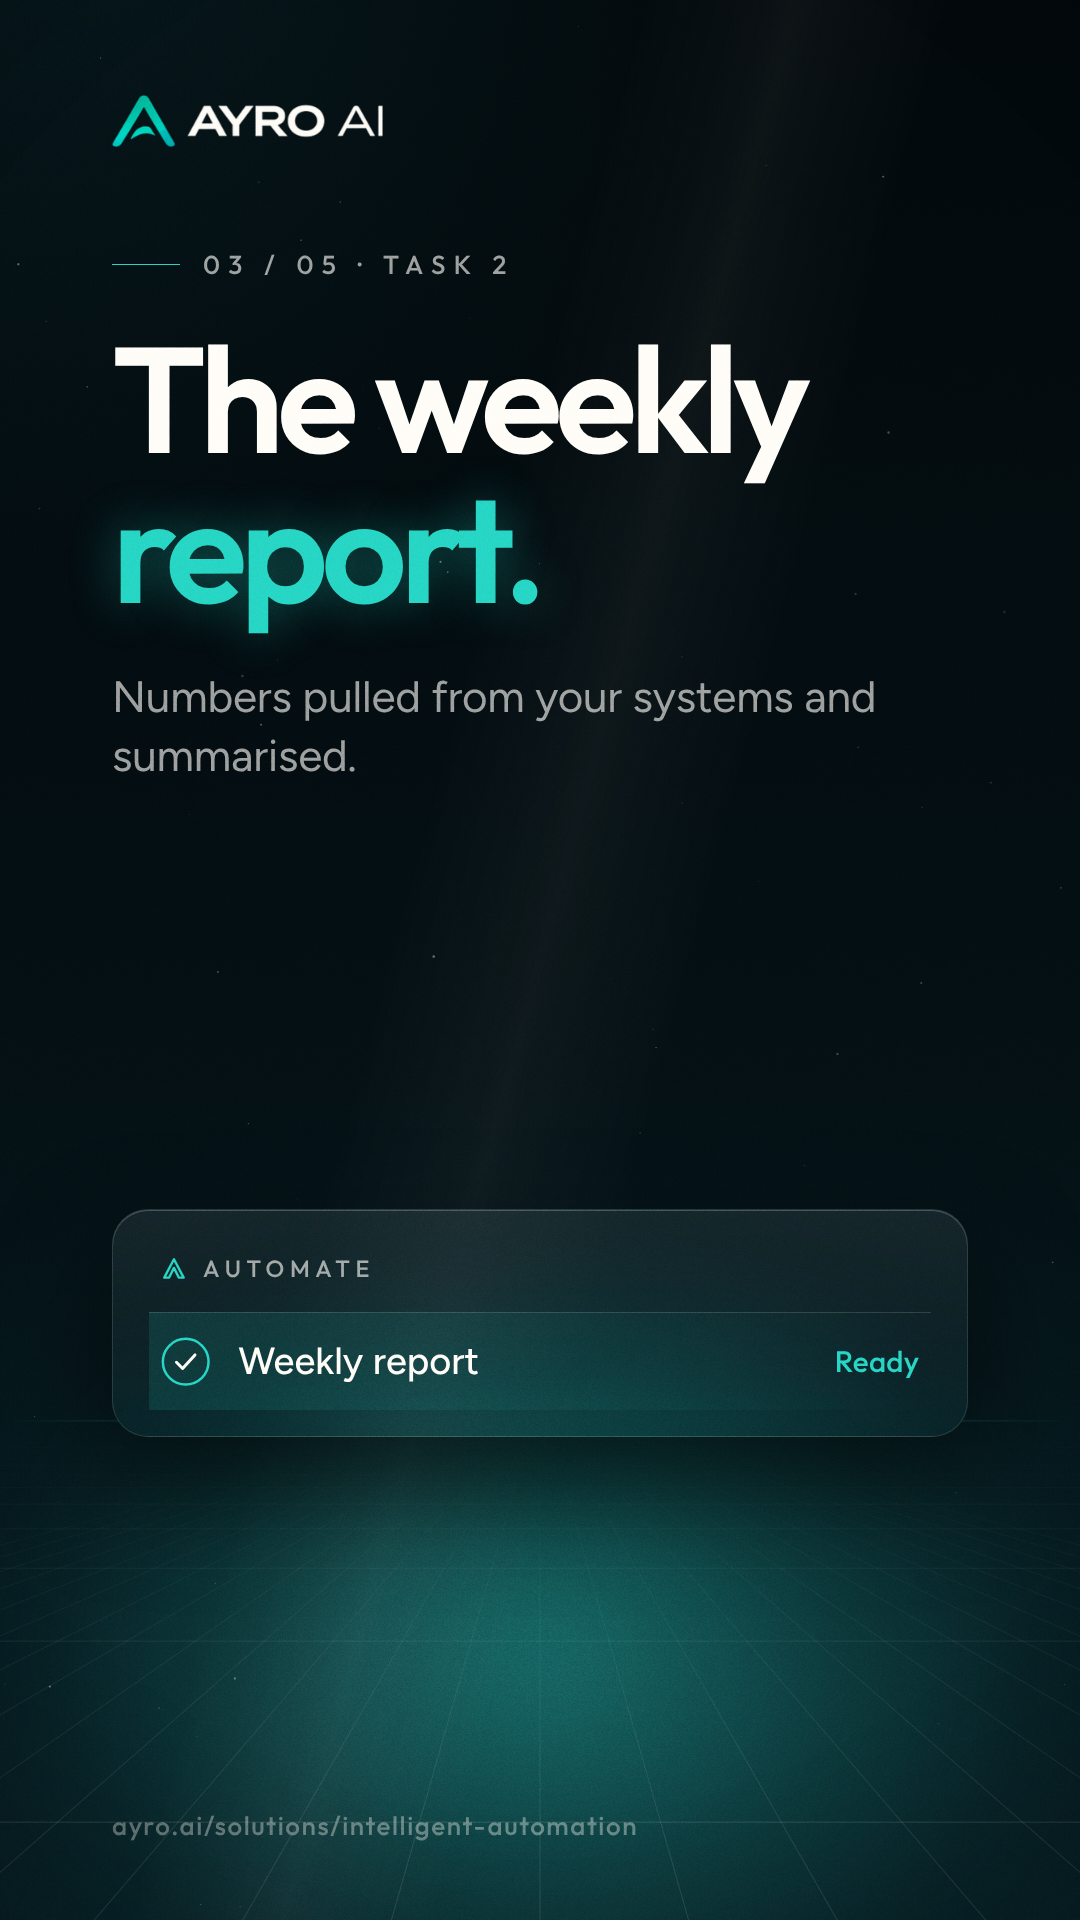 AYRO AI
03 / 05 · TASK 2
The weekly
report.
Numbers pulled from your systems and
summarised.
AUTOMATE
Weekly report
Ready
ayro.ai/solutions/intelligent-automation